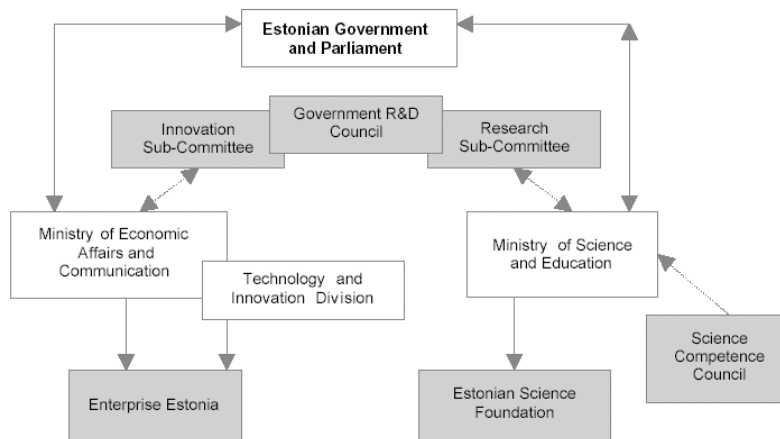 Estonian Government
and Parliament
Government R&D
Council
Innovation
Sub-Committee
Research
Sub-Committee
Ministry of Economic
Affairs and
Communication
Ministry of Science
and Education
Technology and
Innovation Division
Science
Competence
Council
Enterprise Estonia
Estonian Science
Foundation